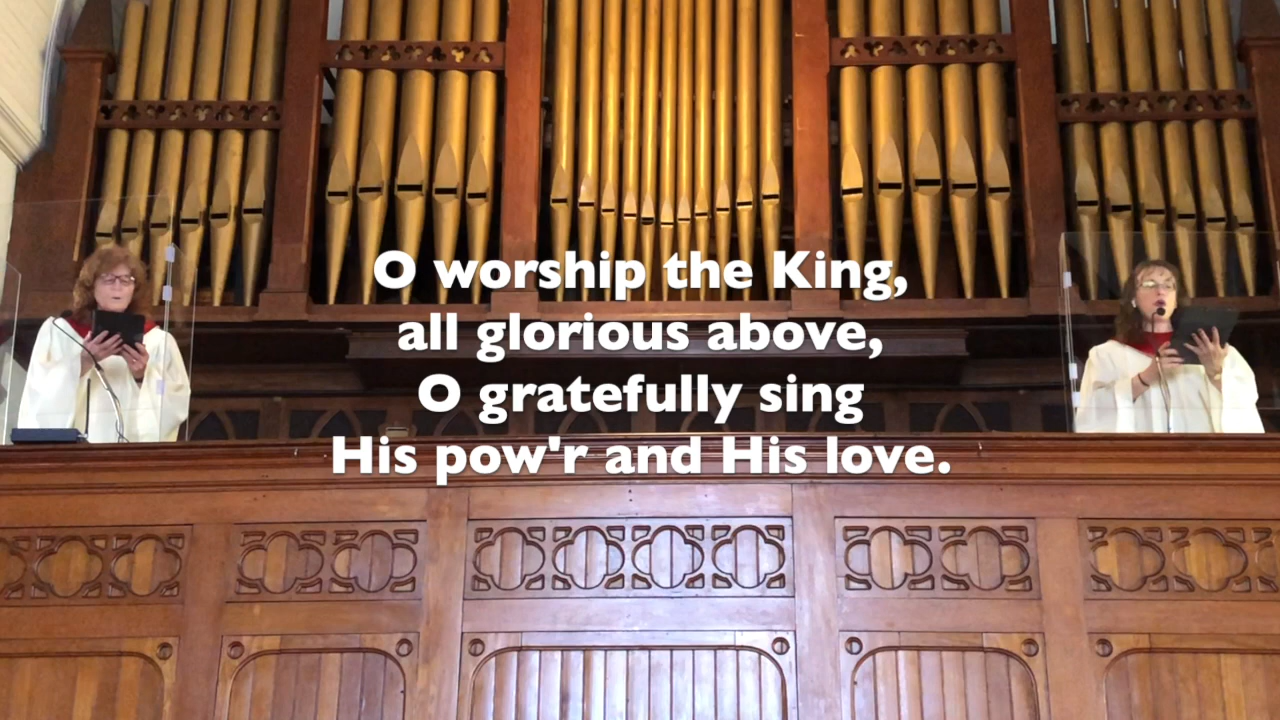 O worship the King,
all glorious above,
O gratefully sing
His pow'r and His love.